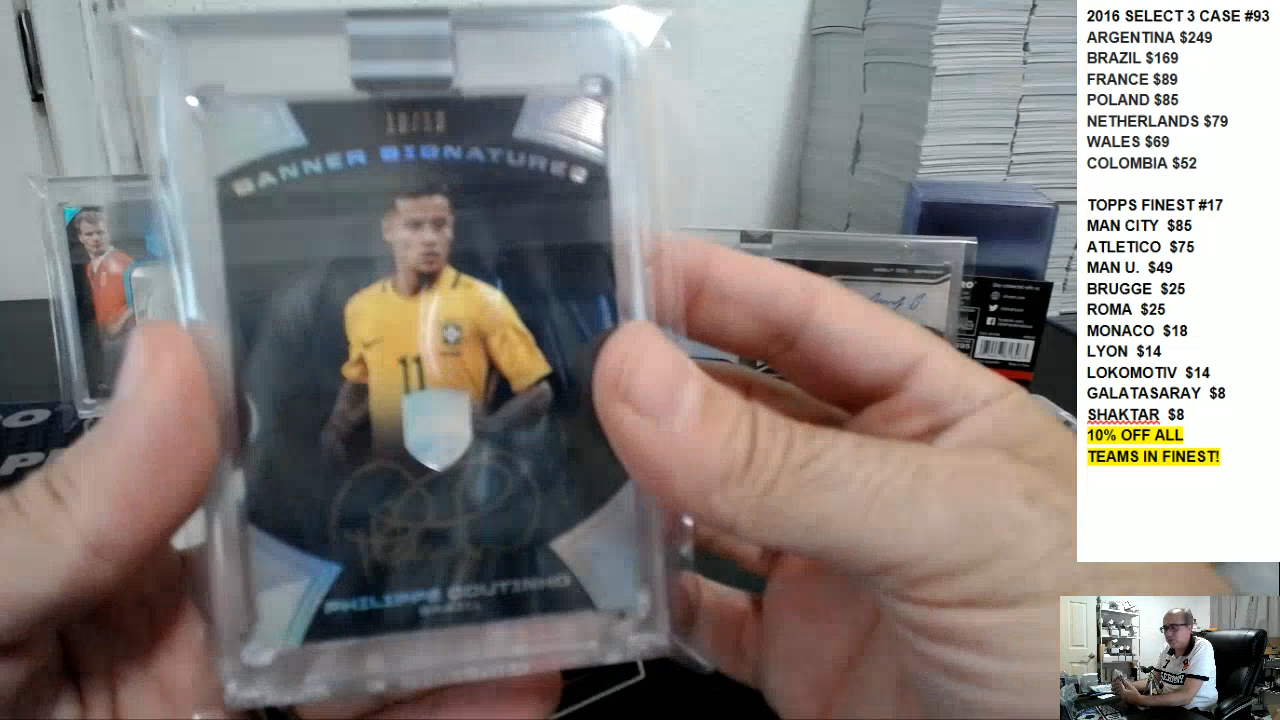 2016 SELECT 3 CASE #93
ARGENTINA $249
BRAZIL $169
FRANCE $89
POLAND $85
NETHERLANDS $79
WALES $69
COLOMBIA $52
TOPPS FINEST #17
MAN CITY $85
ATLETICO $75
MAN U. $49
BRUGGE $25
ROMA $25
MONACO $18
LYON $14
LOKOMOTIV $14
GALATASARAY $8
SHAKTAR $8
10% OFF ALL
TEAMS IN FINEST!
BANNER SIGNATURES
11
PHILIPPE COUTINHO
BRAZIL